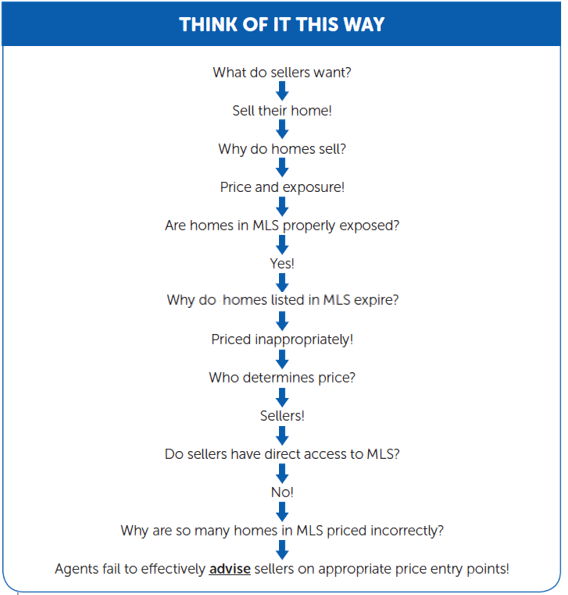 THINK OF IT THIS WAY
What do sellers want?
Sell their home!
Why do homes sell?
Price and exposure!
Are homes in MLS properly exposed?
Yes!
Why do homes listed in MLS expire?
Priced inappropriately!
Who determines price?
Sellers!
Do sellers have direct access to MLS?
No!
Why are so many homes in MLS priced incorrectly?
Agents fail to effectively advise sellers on appropriate price entry points!